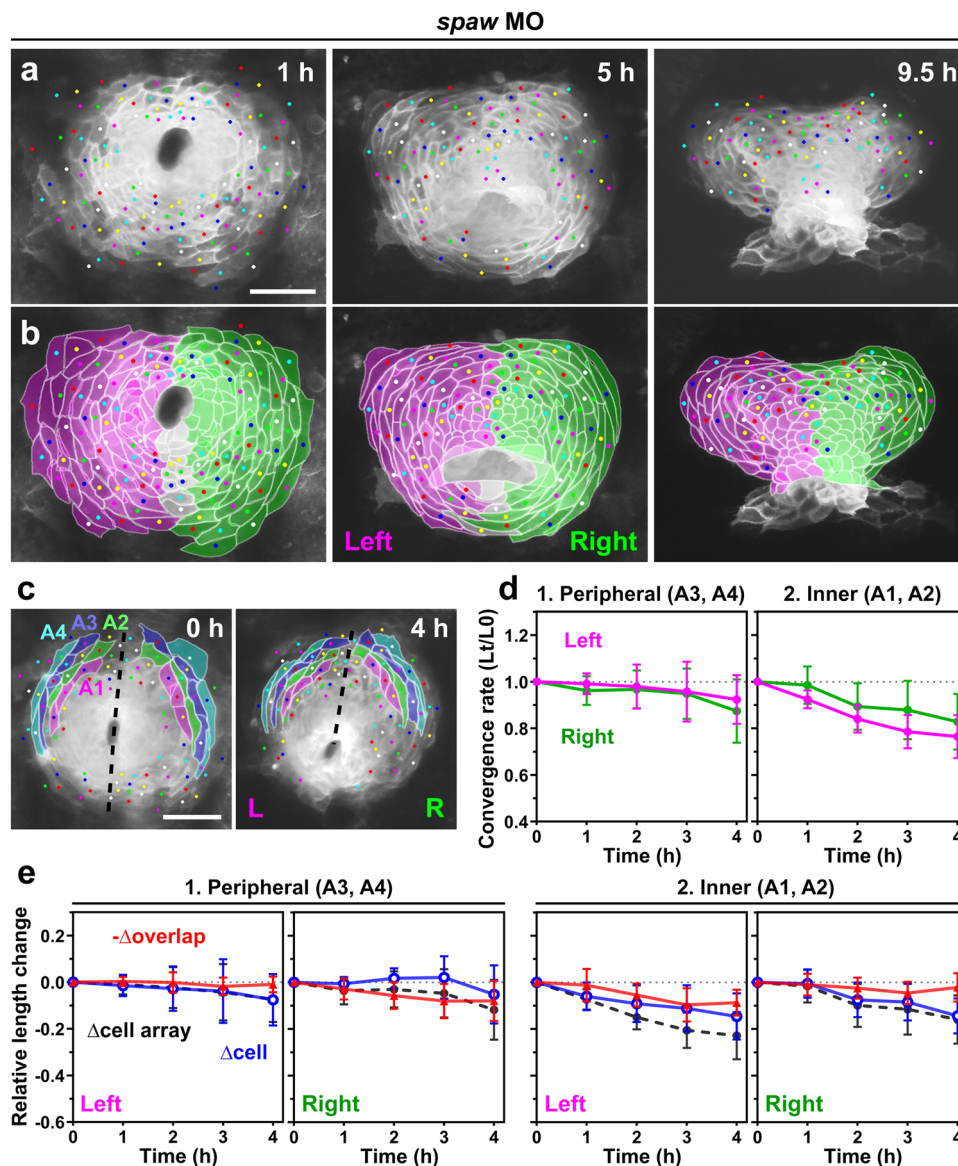 spaw MO
a
1 h
5 h
9.5 h
b
Left
Right
c
A4
A3
A2
A1
0 h
4 h
L
R
d
1. Peripheral (A3, A4)
2. Inner (A1, A2)
Convergence rate (Lt/L0)
1.2
1.0
0.8
0.6
0.4
Left
Right
0 1 2 3 4
0 1 2 3 4
Time (h)
Time (h)
e
1. Peripheral (A3, A4)
2. Inner (A1, A2)
Relative length change
0.2
0.0
-0.2
-0.4
-0.6
-Δoverlap
Δcell array
Δcell
Left
Right
Left
Right
0 1 2 3 4
0 1 2 3 4
0 1 2 3 4
0 1 2 3 4
Time (h)
Time (h)
Time (h)
Time (h)